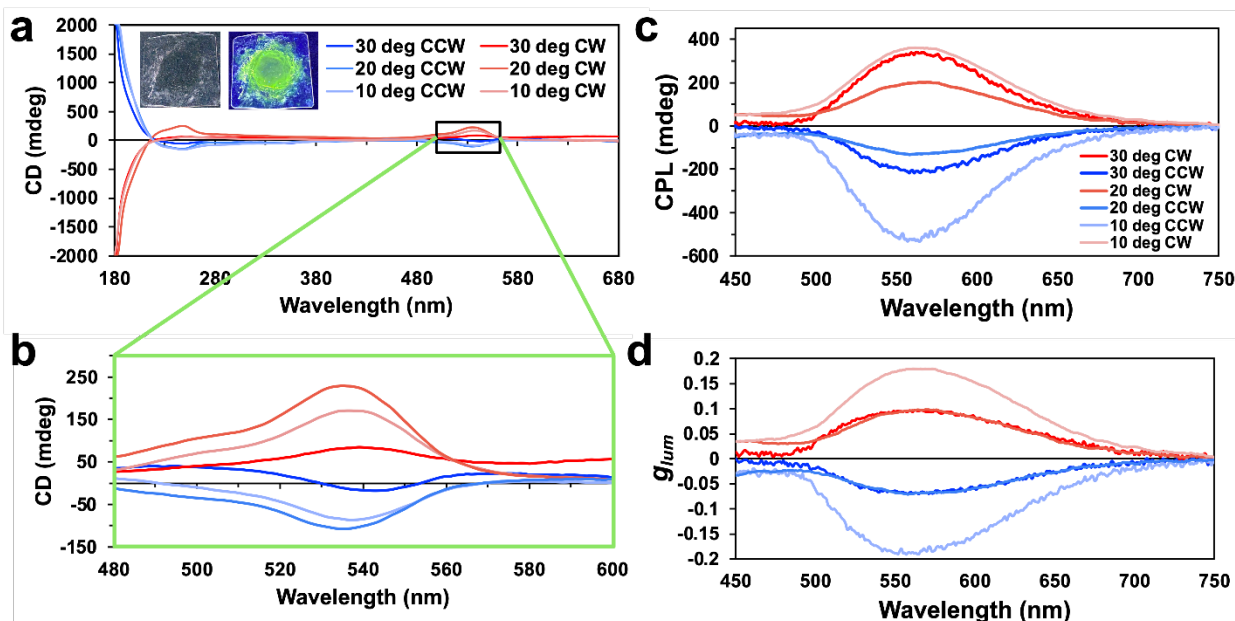 a
2000
1500
1000
500
0
-500
-1000
-1500
-2000
CD (mdeg)
30 deg CCW
20 deg CCW
10 deg CCW
30 deg CW
20 deg CW
10 deg CW
180 280 380 480 580 680
Wavelength (nm)
b
250
150
50
-50
-150
CD (mdeg)
480 500 520 540 560 580 600
Wavelength (nm)
c
400
200
0
-200
-400
-600
CPL (mdeg)
30 deg CW
30 deg CCW
20 deg CW
20 deg CCW
10 deg CCW
10 deg CW
450 500 550 600 650 700 750
Wavelength (nm)
d
0.2
0.15
0.1
0.05
0
-0.05
-0.1
-0.15
-0.2
glum
450 500 550 600 650 700 750
Wavelength (nm)